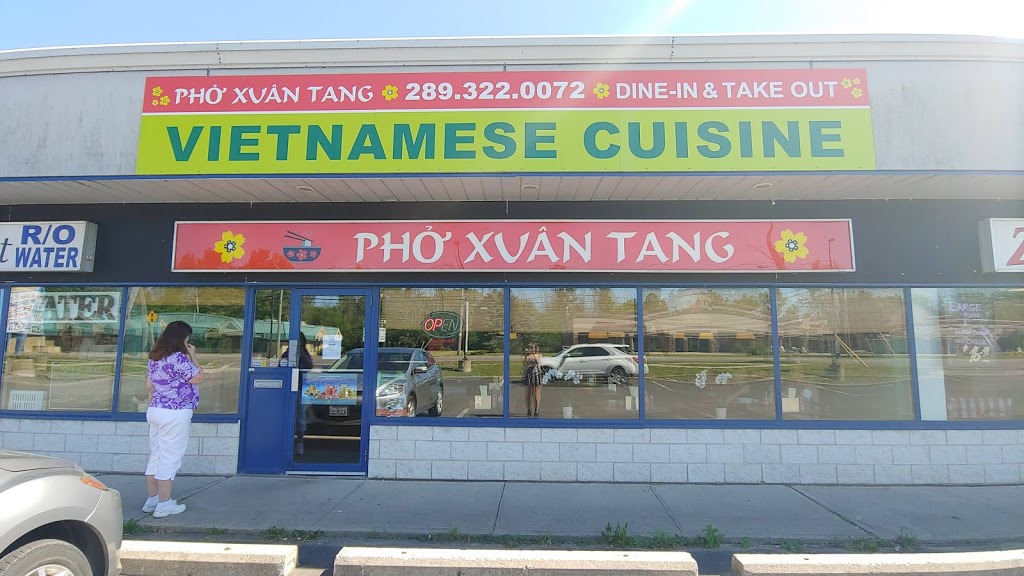 PHỞ XUÂN TANG 289.322.0072 DINE-IN & TAKE OUT
VIETNAMESE CUISINE
R/O
WATER
PHỞ XUÂN TANG
WATER
OPEN